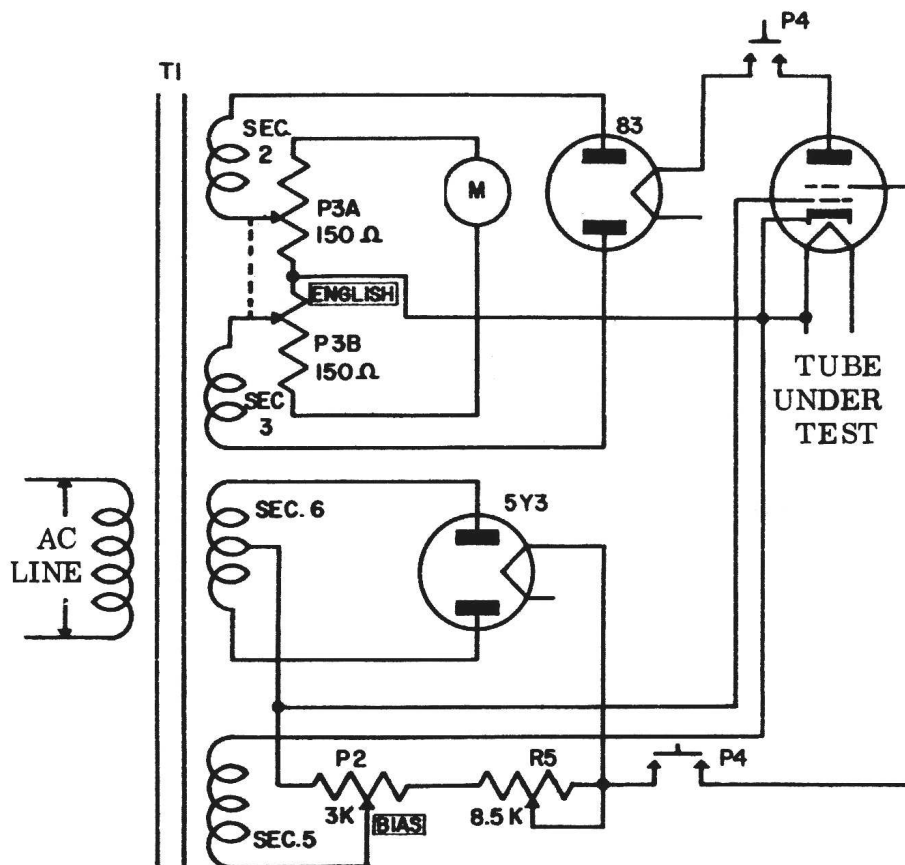 P4
T1
SEC.
2
83
M
P3A
150 Ω
ENGLISH
P3B
150 Ω
SEC
3
TUBE
UNDER
TEST
SEC. 6
5Y3
AC
LINE
P2
R5
P4
3K
BIAS
8.5 K
SEC. 5